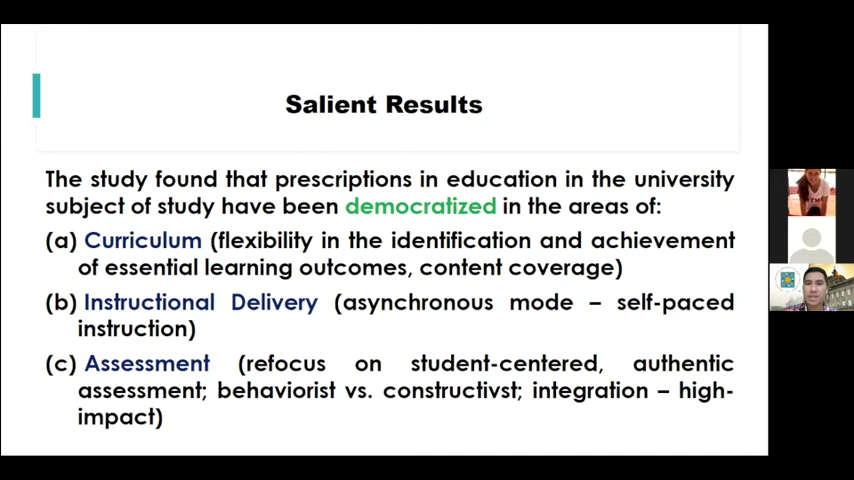 Salient Results
The study found that prescriptions in education in the university
subject of study have been democratized in the areas of:
(a) Curriculum (flexibility in the identification and achievement
of essential learning outcomes, content coverage)
(b) Instructional Delivery (asynchronous mode – self-paced
instruction)
(c) Assessment (refocus on student-centered, authentic
assessment; behaviorist vs. constructivst; integration – high-
impact)